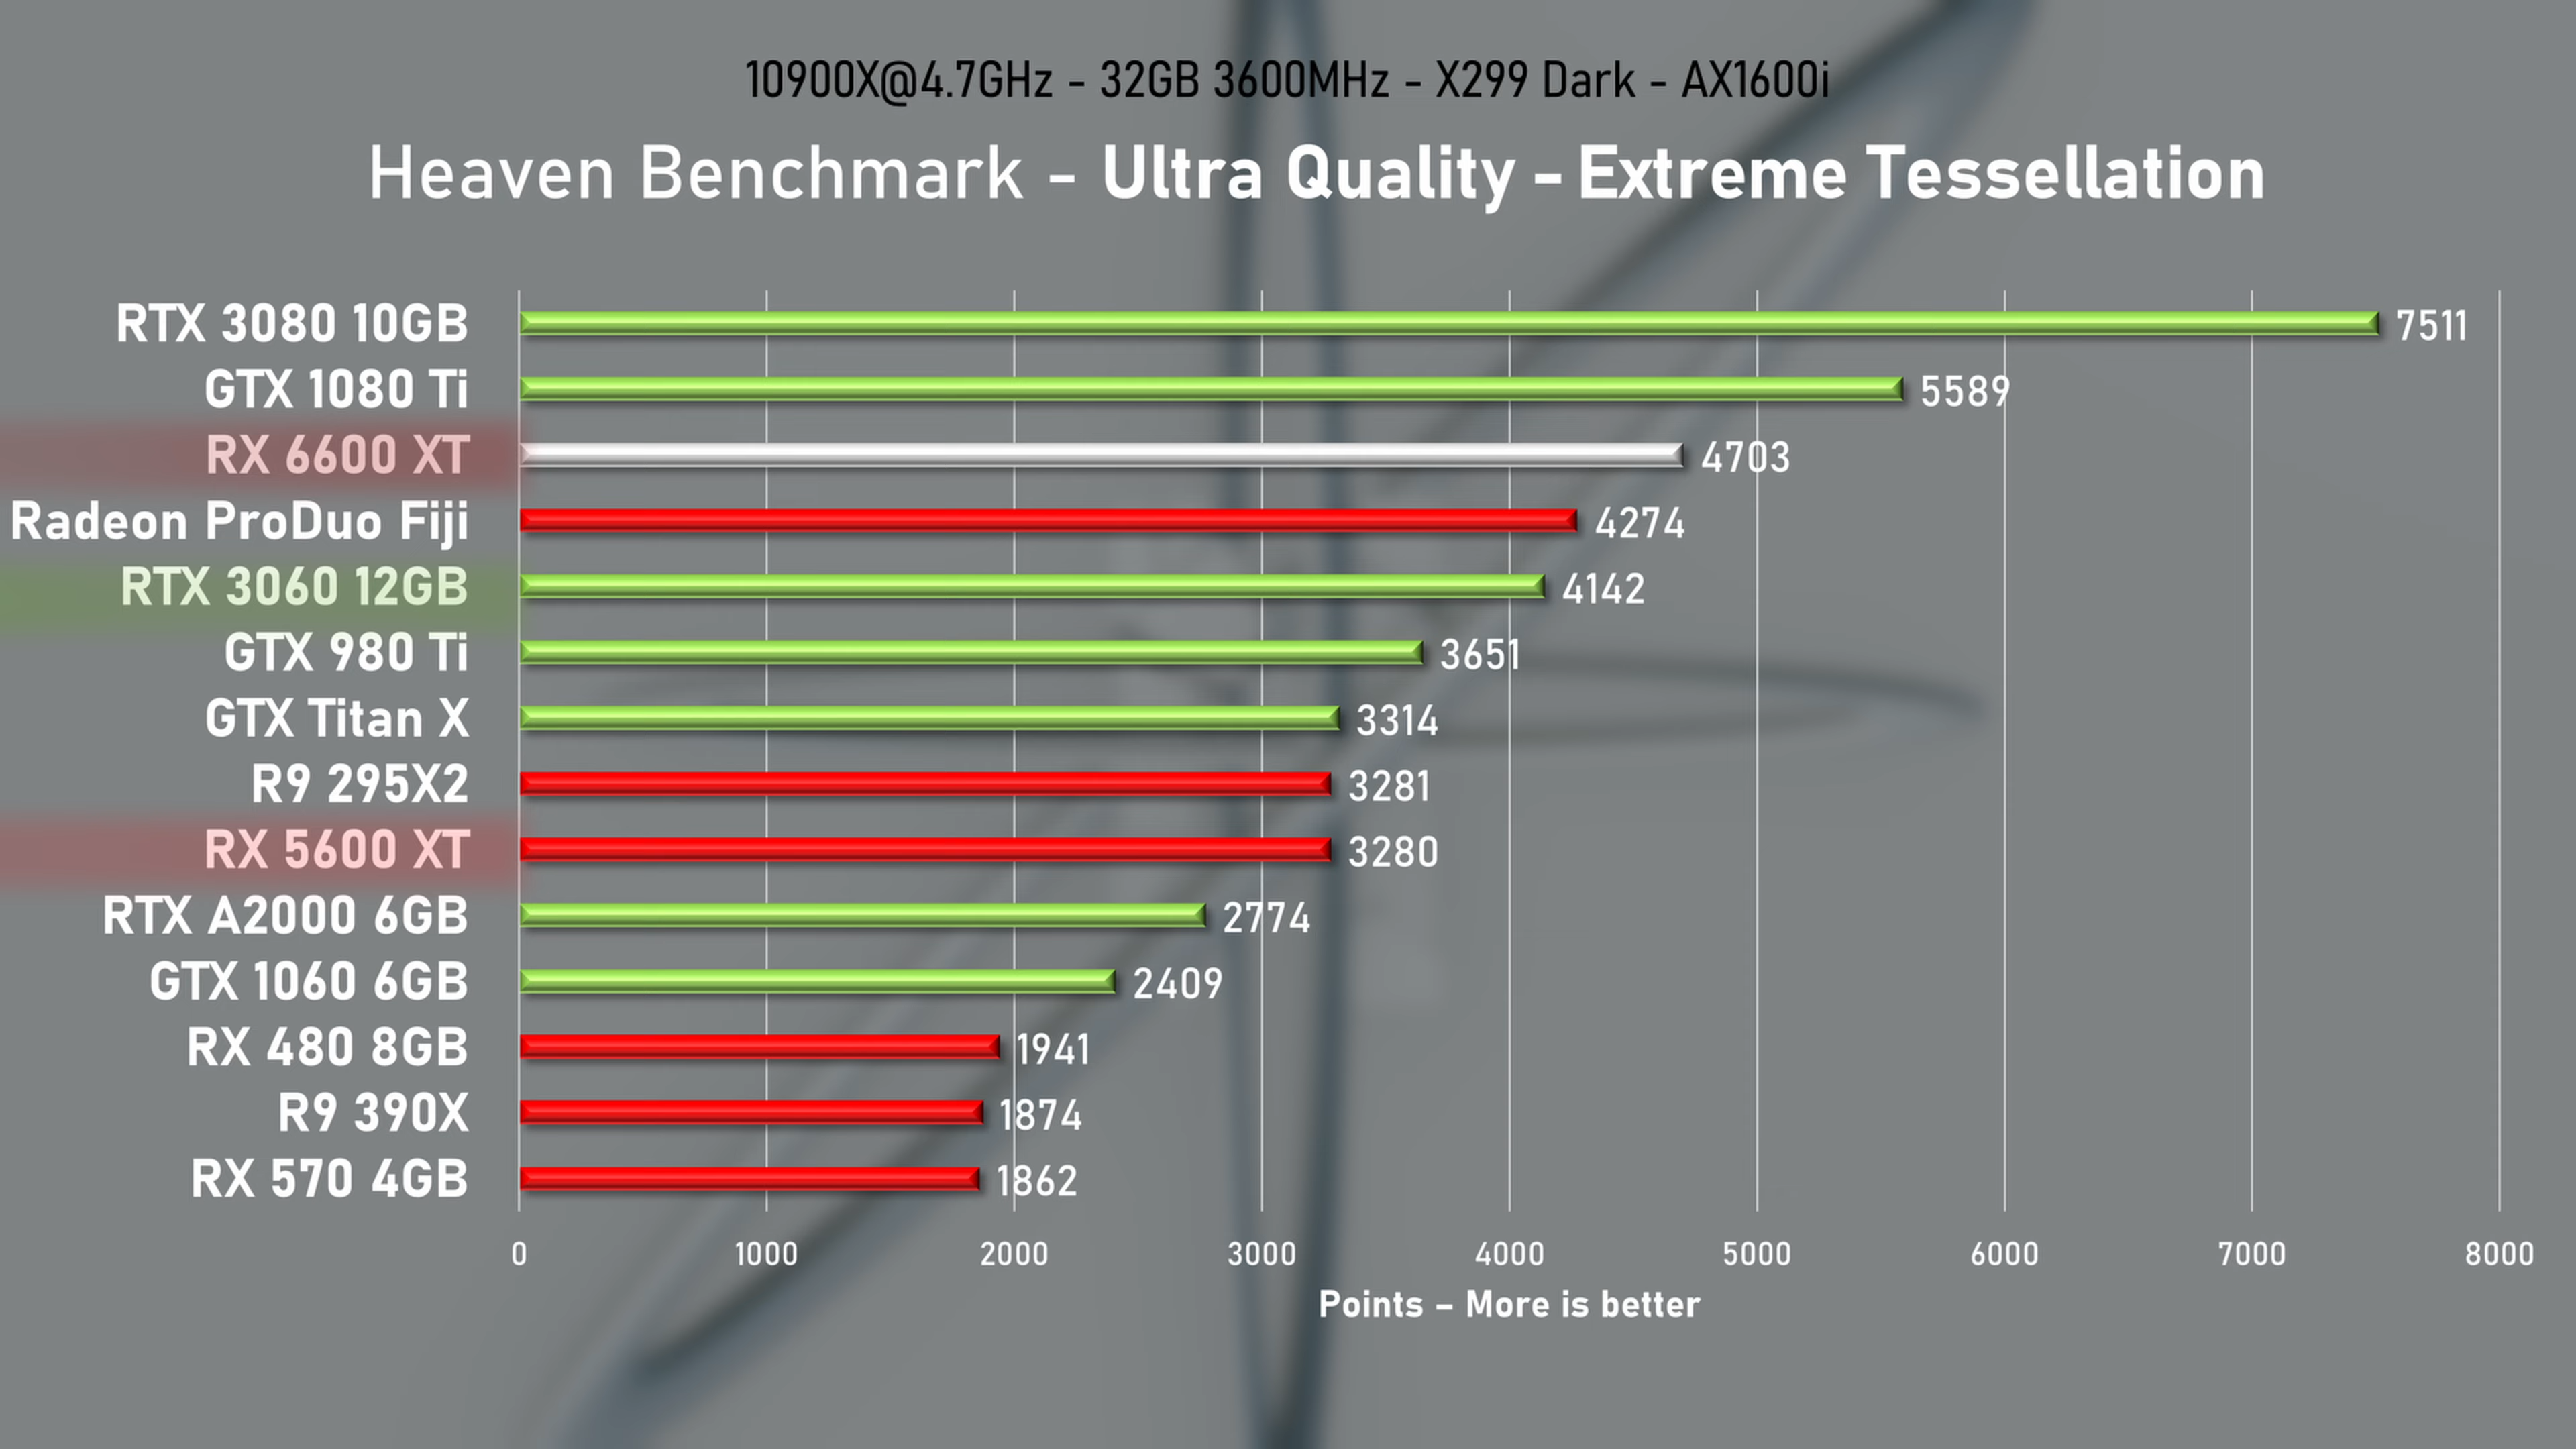 10900X@4.7GHz - 32GB 3600MHz - X299 Dark - AX1600i
Heaven Benchmark - Ultra Quality - Extreme Tessellation
RTX 3080 10GB 7511
GTX 1080 Ti 5589
RX 6600 XT 4703
Radeon ProDuo Fiji 4274
RTX 3060 12GB 4142
GTX 980 Ti 3651
GTX Titan X 3314
R9 295X2 3281
RX 5600 XT 3280
RTX A2000 6GB 2774
GTX 1060 6GB 2409
RX 480 8GB 1941
R9 390X 1874
RX 570 4GB 1862
0 1000 2000 3000 4000 5000 6000 7000 8000
Points – More is better